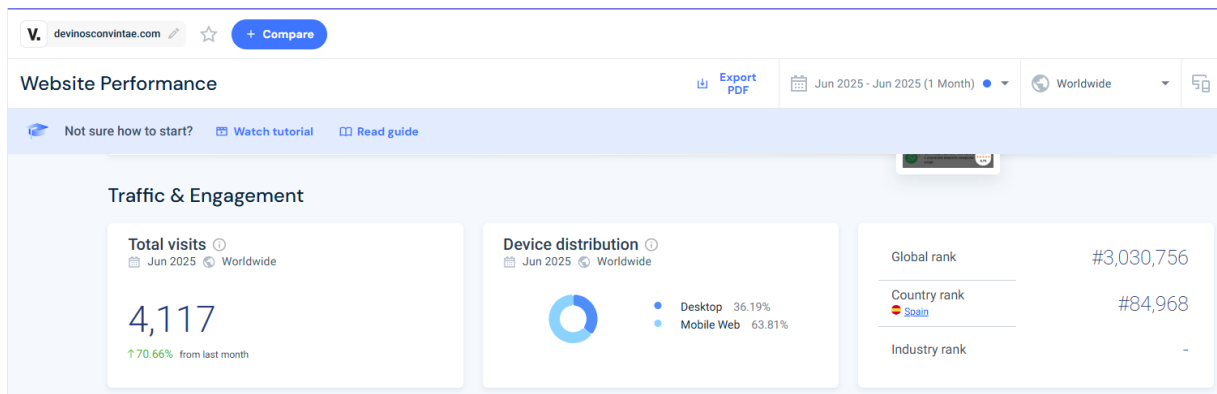 V. devinosconvintae.com + Compare
Website Performance
Export
PDF
Jun 2025 - Jun 2025 (1 Month)
Worldwide
Not sure how to start? Watch tutorial Read guide
Traffic & Engagement
Total visits
Jun 2025 Worldwide
4,117
↑70.66% from last month
Device distribution
Jun 2025 Worldwide
Desktop 36.19%
Mobile Web 63.81%
Global rank #3,030,756
Country rank #84,968
Spain
Industry rank -